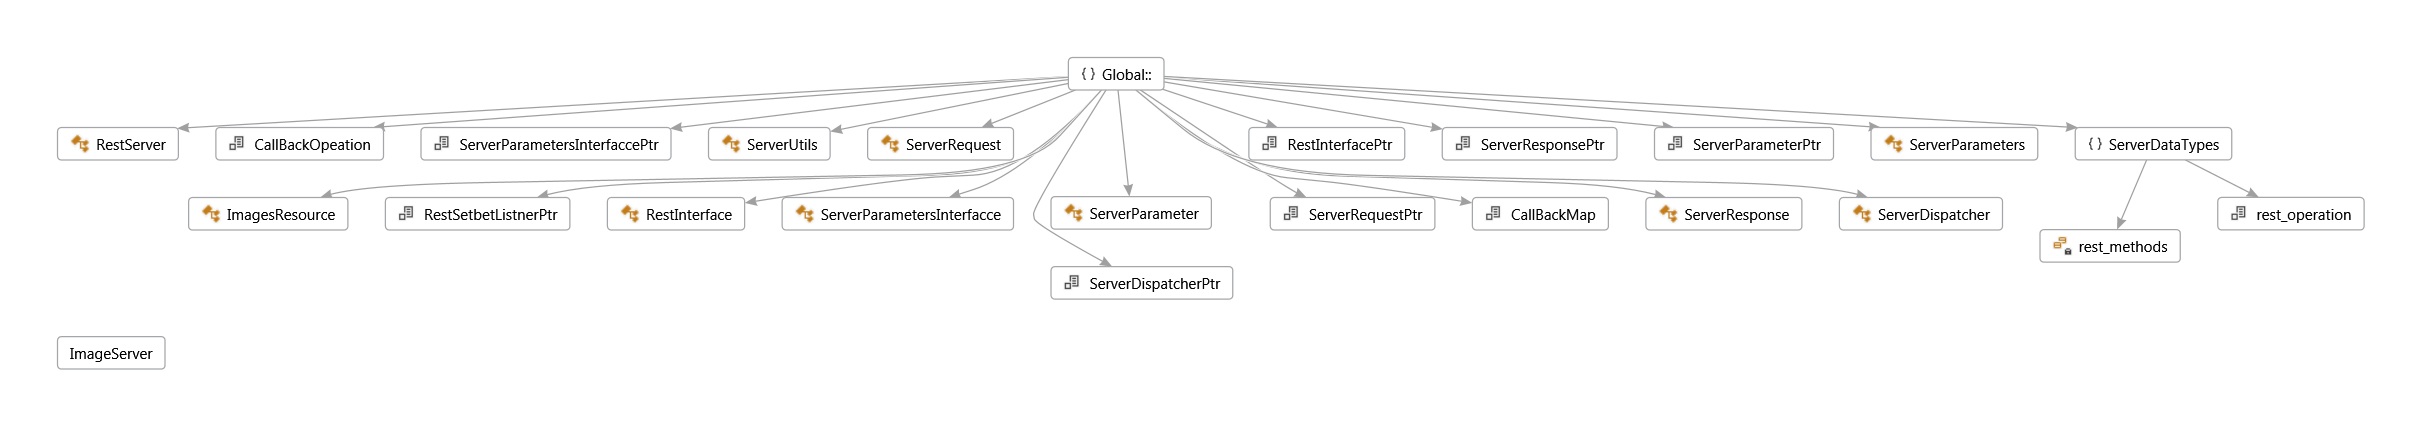 { } Global::
RestServer
CallBackOpeation
ServerParametersInterfaccePtr
ServerUtils
ServerRequest
RestInterfacePtr
ServerResponsePtr
ServerParameterPtr
ServerParameters
{ } ServerDataTypes
ImagesResource
RestSetbetListnerPtr
RestInterface
ServerParametersInterfacce
ServerParameter
ServerRequestPtr
CallBackMap
ServerResponse
ServerDispatcher
rest_operation
rest_methods
ServerDispatcherPtr
ImageServer